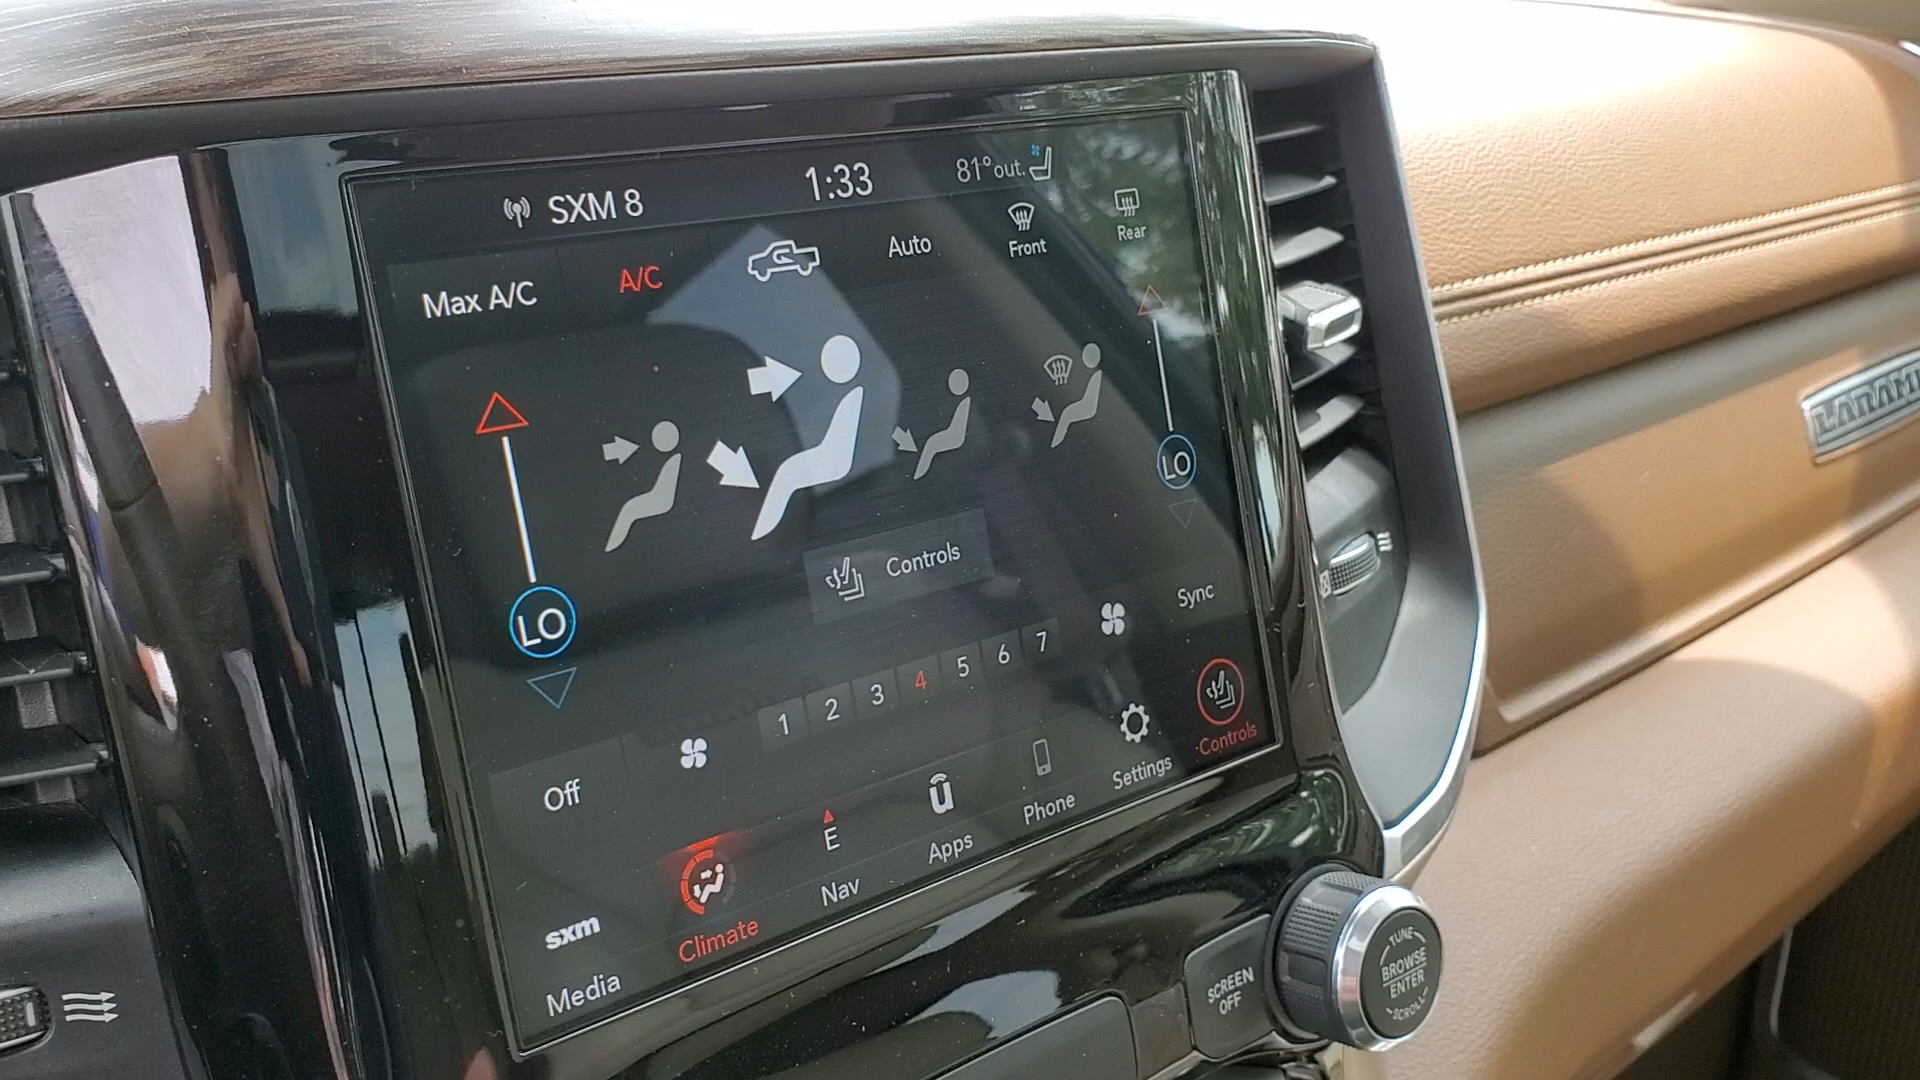 SXM 8
1:33
81° out.
Max A/C
A/C
Auto
Front
Rear
LO
LO
Controls
Sync
1 2 3 4 5 6 7
Off
sxm
Media
Climate
E
Nav
Apps
Phone
Settings
Controls
SCREEN
OFF
TUNE
BROWSE
ENTER
SCROLL